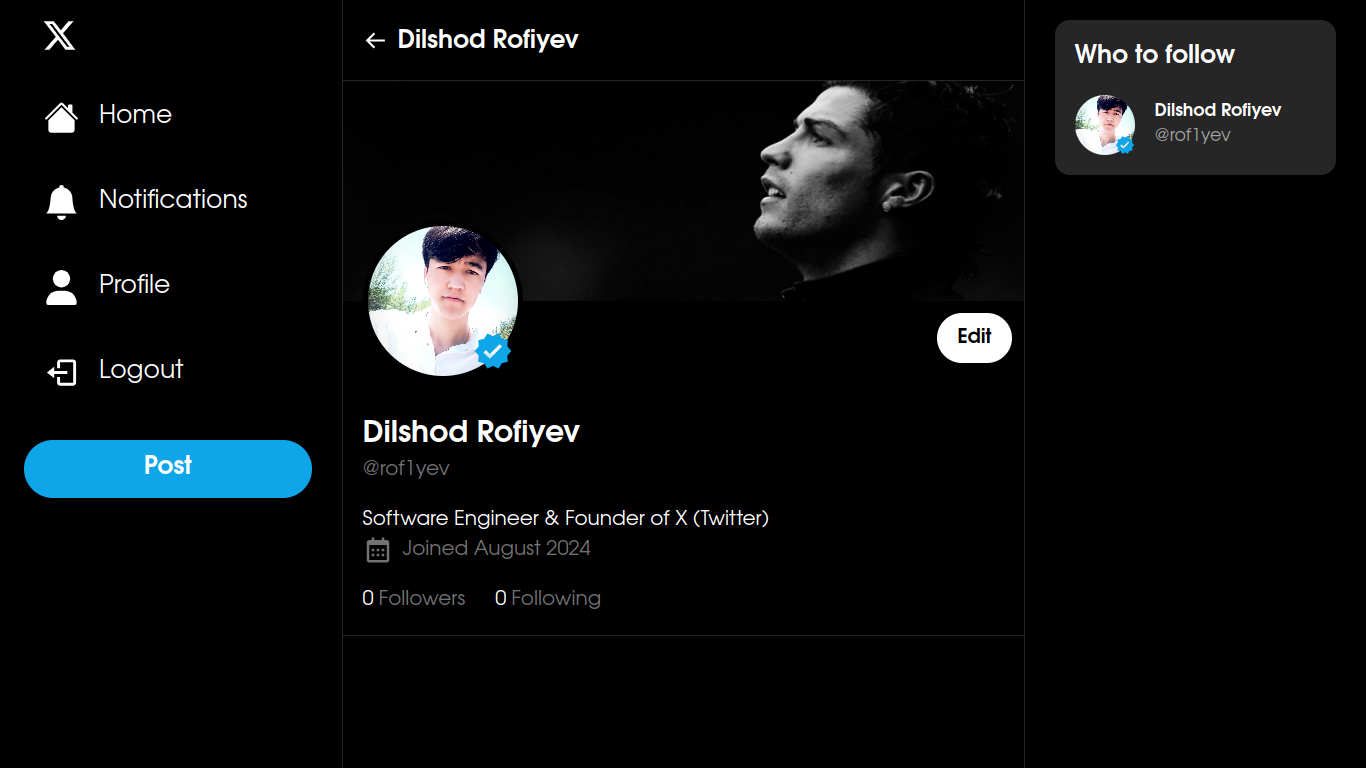 Home
Notifications
Profile
Logout
Post
Dilshod Rofiyev
Edit
Dilshod Rofiyev
@rof1yev
Software Engineer & Founder of X (Twitter)
Joined August 2024
0 Followers 0 Following
Who to follow
Dilshod Rofiyev
@rof1yev